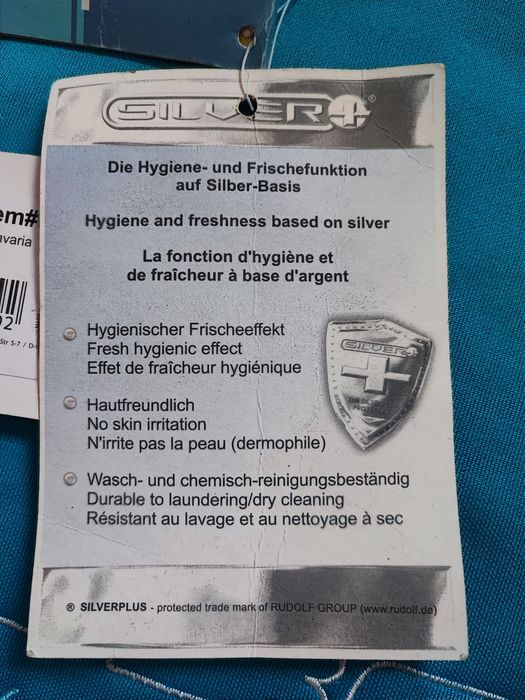 SILVER+®
Die Hygiene- und Frischefunktion
auf Silber-Basis
Hygiene and freshness based on silver
La fonction d'hygiène et
de fraîcheur à base d'argent
Hygienischer Frischeeffekt
Fresh hygienic effect
Effet de fraîcheur hygiénique
SILVER+
Hautfreundlich
No skin irritation
N'irrite pas la peau (dermophile)
Wasch- und chemisch-reinigungsbeständig
Durable to laundering/dry cleaning
Résistant au lavage et au nettoyage à sec
® SILVERPLUS - protected trade mark of RUDOLF GROUP (www.rudolf.de)
em#
avaria
Str 5-7 / D-